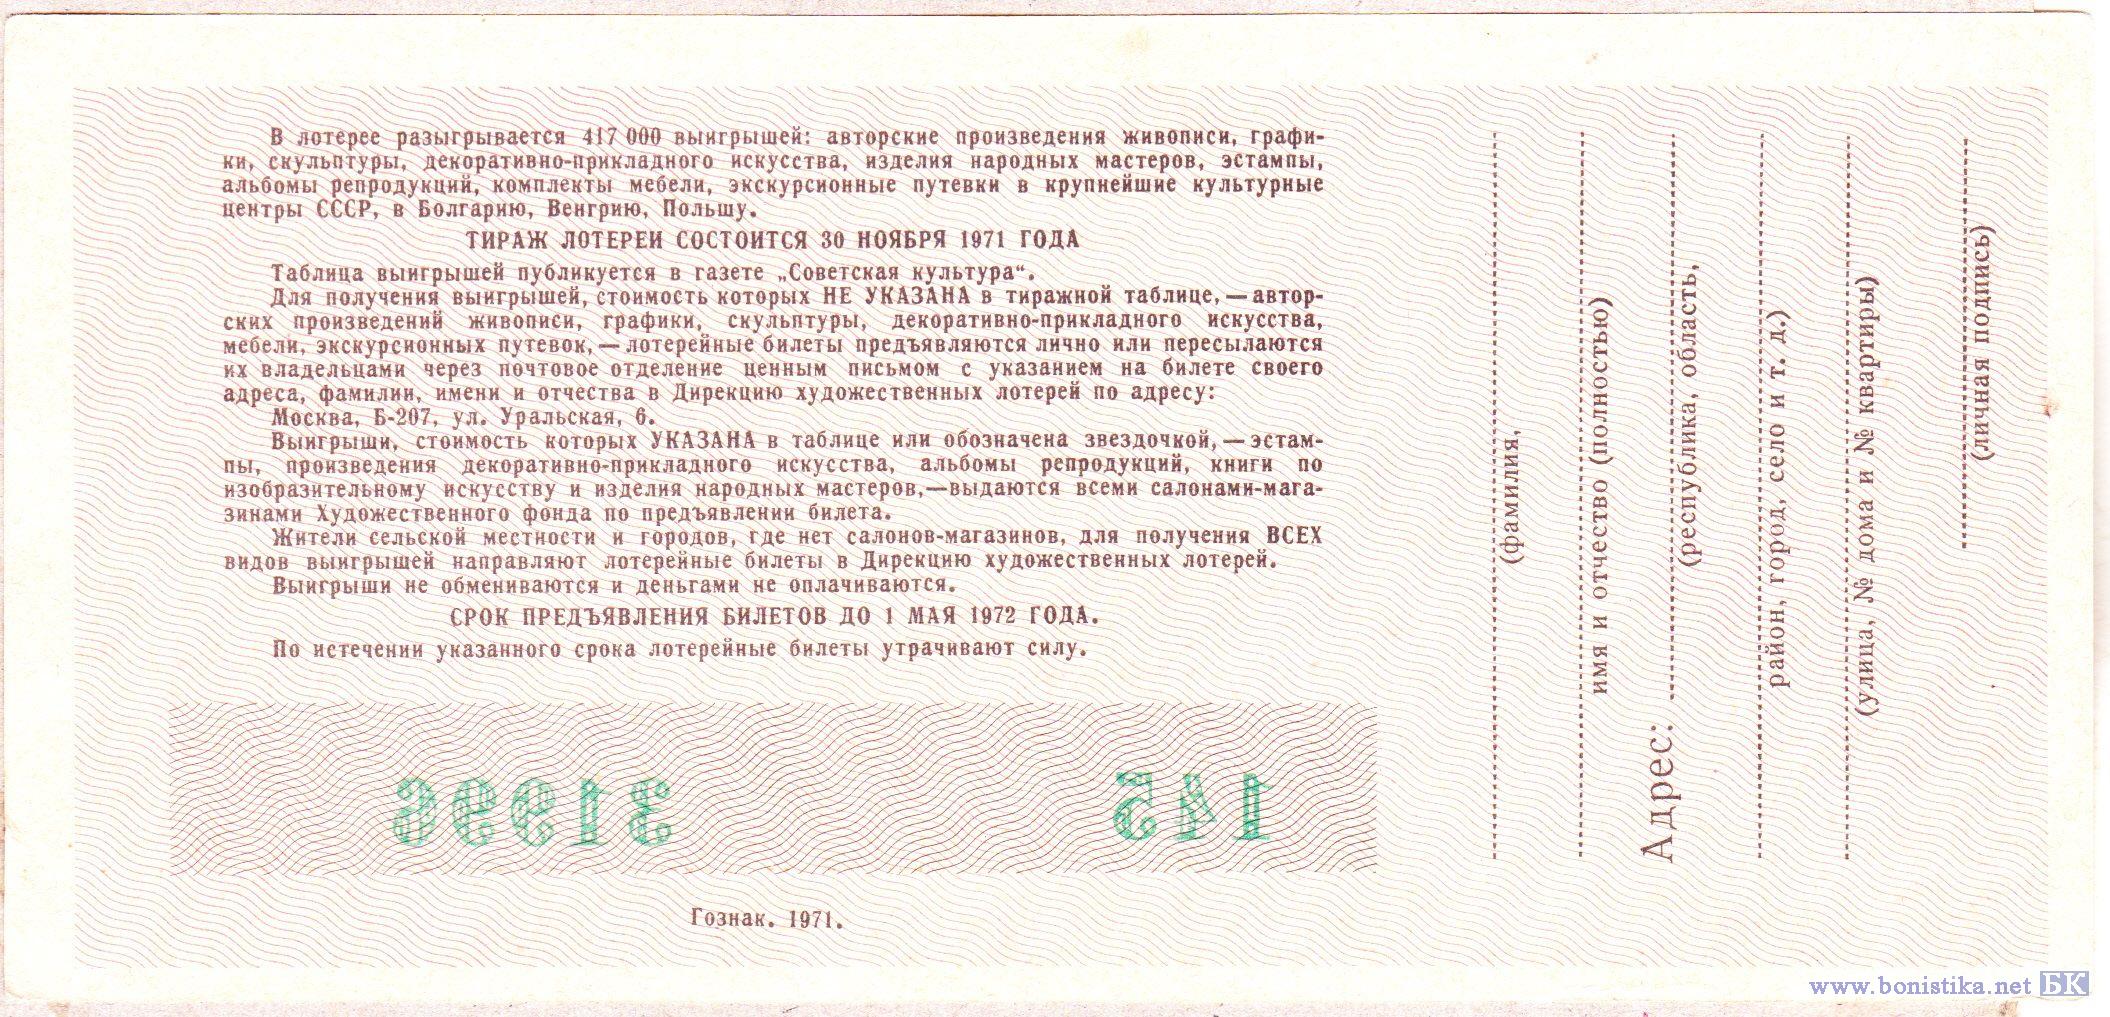 В лотерее разыгрывается 417 000 выигрышей: авторские произведения живописи, графи-
ки, скульптуры, декоративно-прикладного искусства, изделия народных мастеров, эстампы,
альбомы репродукций, комплекты мебели, экскурсионные путевки в крупнейшие культурные
центры СССР, в Болгарию, Венгрию, Польшу.
ТИРАЖ ЛОТЕРЕИ СОСТОИТСЯ 30 НОЯБРЯ 1971 ГОДА
Таблица выигрышей публикуется в газете „Советская культура“.
Для получения выигрышей, стоимость которых НЕ УКАЗАНА в тиражной таблице, — автор-
ских произведений живописи, графики, скульптуры, декоративно-прикладного искусства,
мебели, экскурсионных путевок, — лотерейные билеты предъявляются лично или пересылаются
их владельцами через почтовое отделение ценным письмом с указанием на билете своего
адреса, фамилии, имени и отчества в Дирекцию художественных лотерей по адресу:
Москва, Б-207, ул. Уральская, 6.
Выигрыши, стоимость которых УКАЗАНА в таблице или обозначена звездочкой, — эстам-
пы, произведения декоративно-прикладного искусства, альбомы репродукций, книги по
изобразительному искусству и изделия народных мастеров, — выдаются всеми салонами-мага-
зинами Художественного фонда по предъявлении билета.
Жители сельской местности и городов, где нет салонов-магазинов, для получения ВСЕХ
видов выигрышей направляют лотерейные билеты в Дирекцию художественных лотерей.
Выигрыши не обмениваются и деньгами не оплачиваются.
СРОК ПРЕДЪЯВЛЕНИЯ БИЛЕТОВ ДО 1 МАЯ 1972 ГОДА.
По истечении указанного срока лотерейные билеты утрачивают силу.
145 31996
Гознак. 1971.
(фамилия,
имя и отчество (полностью)
Адрес:
(республика, область,
район, город, село и т. д.)
(улица, № дома и № квартиры)
(личная подпись)
www.bonistika.net БК